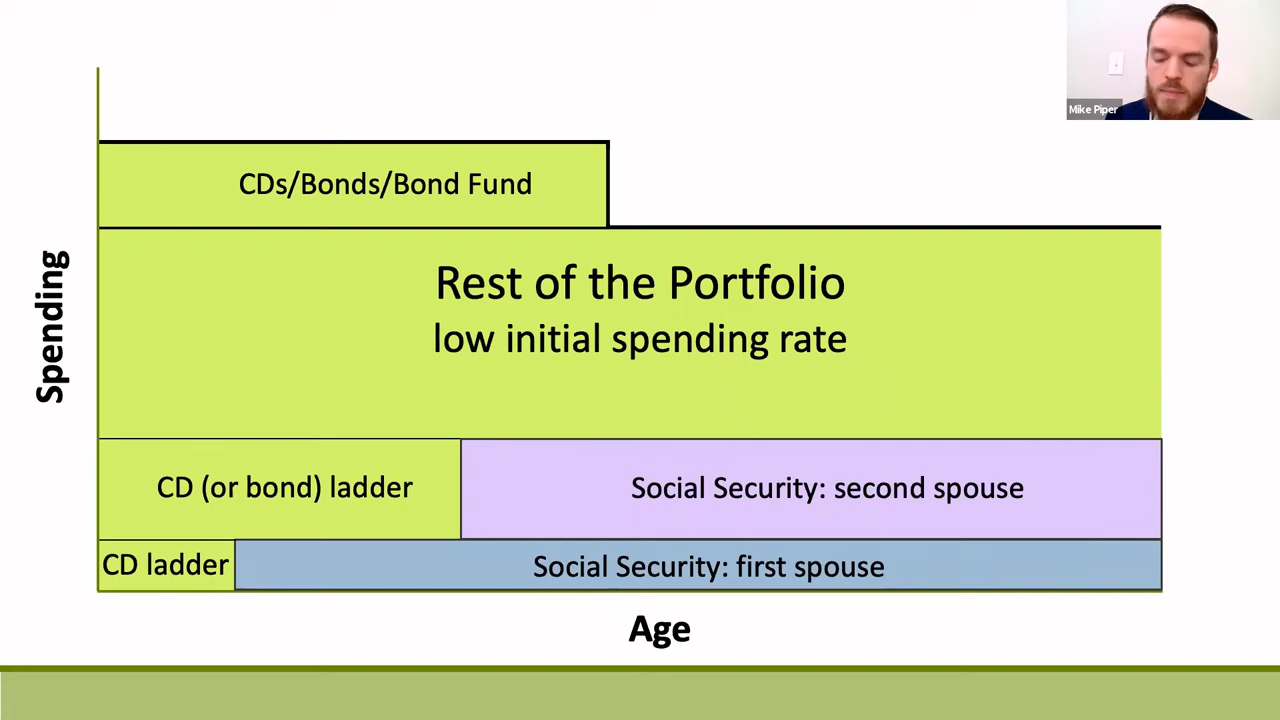 Mike Piper
CDs/Bonds/Bond Fund
Rest of the Portfolio
low initial spending rate
Spending
CD (or bond) ladder
Social Security: second spouse
CD ladder
Social Security: first spouse
Age